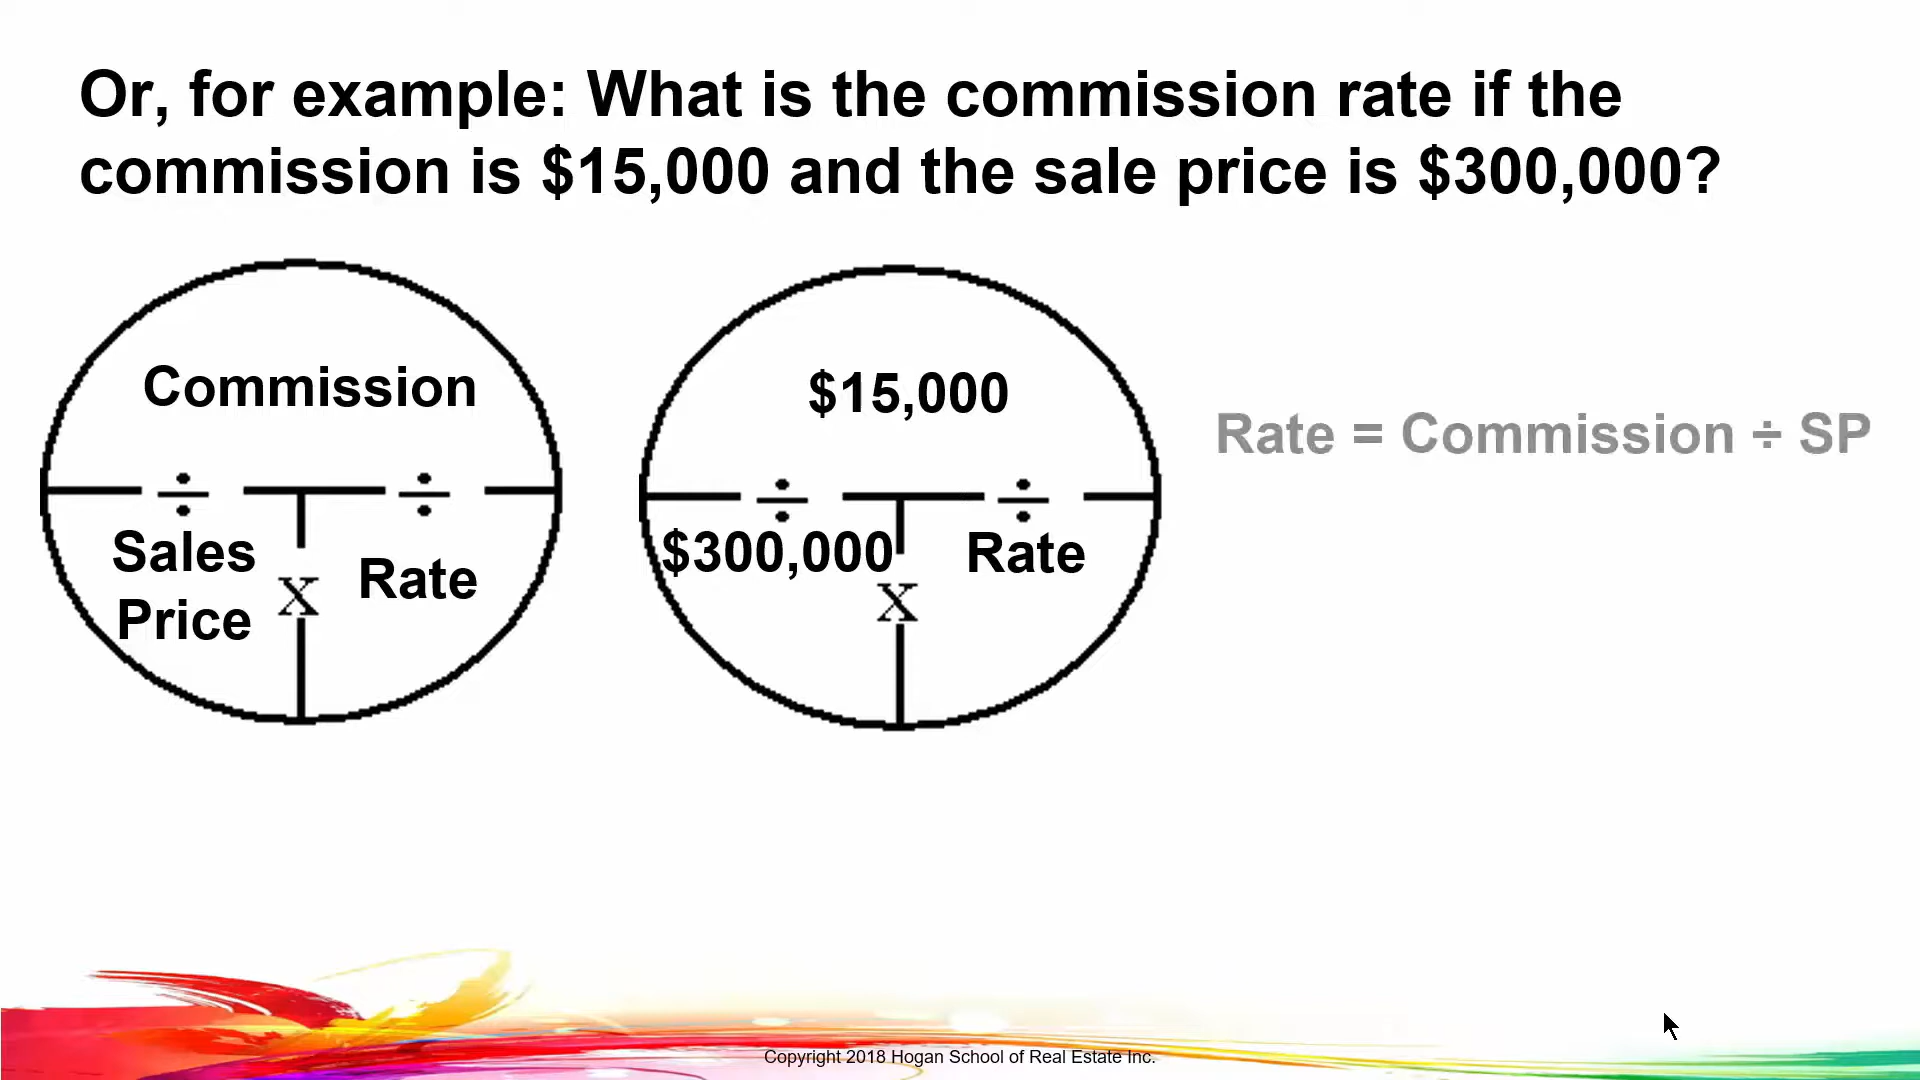 Or, for example: What is the commission rate if the
commission is $15,000 and the sale price is $300,000?
Commission
÷ ÷
Sales
Price
X
Rate
$15,000
÷ ÷
$300,000
X
Rate
Rate = Commission ÷ SP
Copyright 2018 Hogan School of Real Estate Inc.